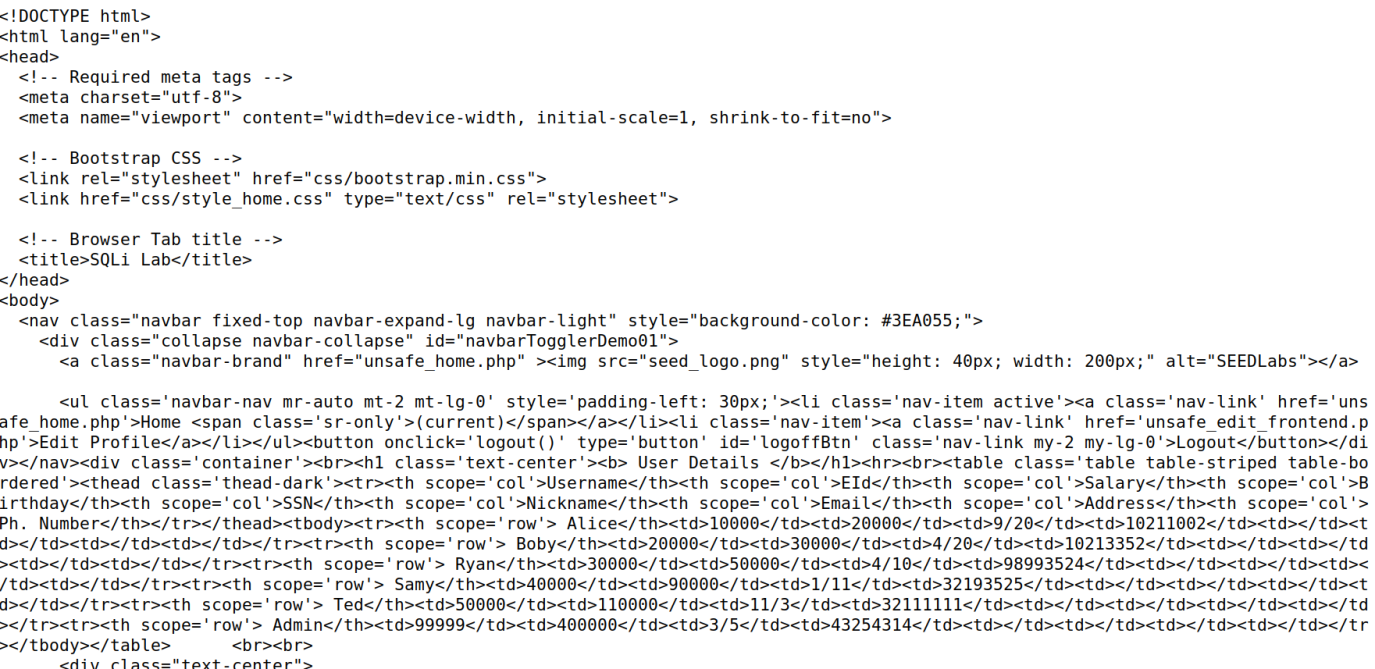 <!DOCTYPE html>
<html lang="en">
<head>
  <!-- Required meta tags -->
  <meta charset="utf-8">
  <meta name="viewport" content="width=device-width, initial-scale=1, shrink-to-fit=no">

  <!-- Bootstrap CSS -->
  <link rel="stylesheet" href="css/bootstrap.min.css">
  <link href="css/style_home.css" type="text/css" rel="stylesheet">

  <!-- Browser Tab title -->
  <title>SQLi Lab</title>
</head>
<body>
  <nav class="navbar fixed-top navbar-expand-lg navbar-light" style="background-color: #3EA055;">
    <div class="collapse navbar-collapse" id="navbarTogglerDemo01">
      <a class="navbar-brand" href="unsafe_home.php" ><img src="seed_logo.png" style="height: 40px; width: 200px;" alt="SEEDLabs"></a>

      <ul class='navbar-nav mr-auto mt-2 mt-lg-0' style='padding-left: 30px;'><li class='nav-item active'><a class='nav-link' href='uns
afe_home.php'>Home <span class='sr-only'>(current)</span></a></li><li class='nav-item'><a class='nav-link' href='unsafe_edit_frontend.p
hp'>Edit Profile</a></li></ul><button onclick='logout()' type='button' id='logoffBtn' class='nav-link my-2 my-lg-0'>Logout</button></di
v></nav><div class='container'><br><h1 class='text-center'><b> User Details </b></h1><hr><br><table class='table table-striped table-bo
rdered'><thead class='thead-dark'><tr><th scope='col'>Username</th><th scope='col'>EId</th><th scope='col'>Salary</th><th scope='col'>B
irthday</th><th scope='col'>SSN</th><th scope='col'>Nickname</th><th scope='col'>Email</th><th scope='col'>Address</th><th scope='col'>
Ph. Number</th></tr></thead><tbody><tr><th scope='row'> Alice</th><td>10000</td><td>20000</td><td>9/20</td><td>10211002</td><td></td><t
d></td><td></td><td></td></tr><tr><th scope='row'> Boby</th><td>20000</td><td>30000</td><td>4/20</td><td>10213352</td><td></td><td></td
><td></td><td></td></tr><tr><th scope='row'> Ryan</th><td>30000</td><td>50000</td><td>4/10</td><td>98993524</td><td></td><td></td><td><
/td><td></td></tr><tr><th scope='row'> Samy</th><td>40000</td><td>90000</td><td>1/11</td><td>32193525</td><td></td><td></td><td></td><t
d></td></tr><tr><th scope='row'> Ted</th><td>50000</td><td>110000</td><td>11/3</td><td>32111111</td><td></td><td></td><td></td><td></td
></tr><tr><th scope='row'> Admin</th><td>99999</td><td>400000</td><td>3/5</td><td>43254314</td><td></td><td></td><td></td><td></td></tr
></tbody></table>      <br><br>
      <div class="text-center">